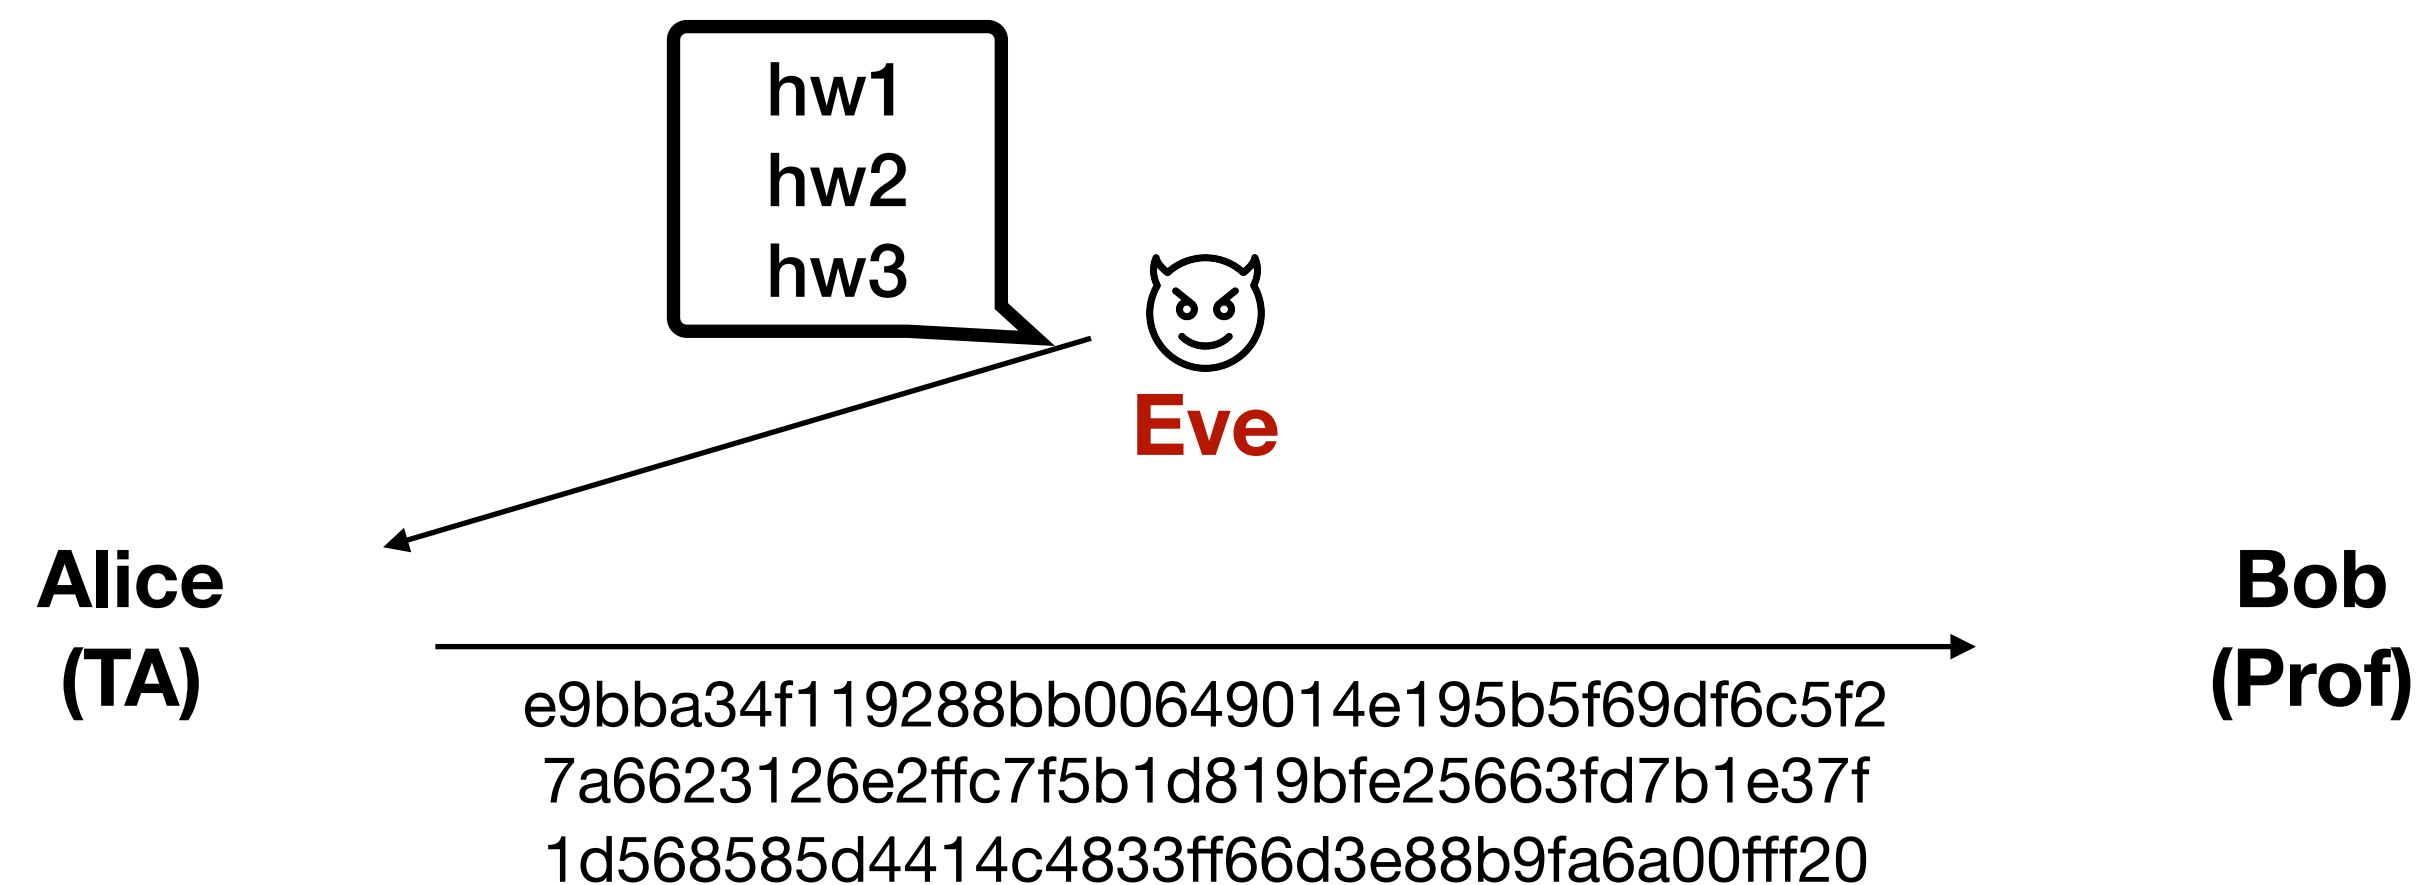 hw1
hw2
hw3
Eve
Alice
(TA)
Bob
(Prof)
e9bba34f119288bb00649014e195b5f69df6c5f2
7a6623126e2ffc7f5b1d819bfe25663fd7b1e37f
1d568585d4414c4833ff66d3e88b9fa6a00fff20